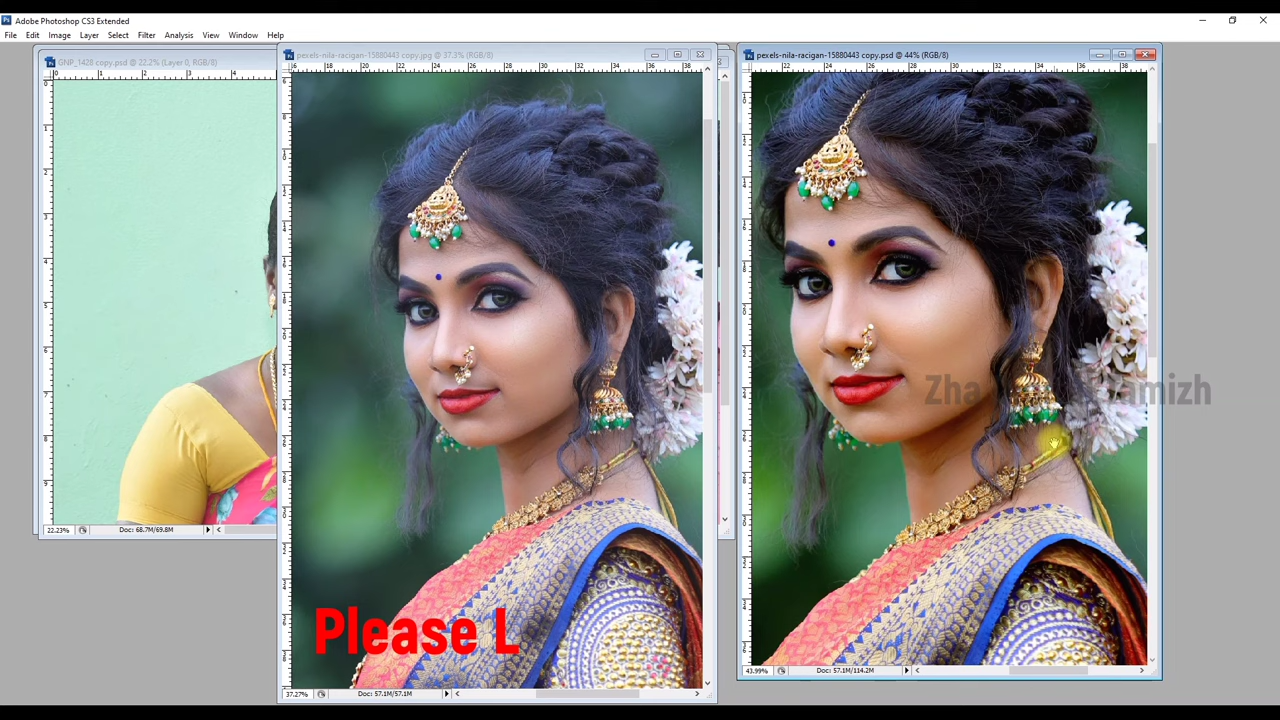 Adobe Photoshop CS3 Extended
File Edit Image Layer Select Filter Analysis View Window Help
GNP_1428 copy.psd @ 22.2% (Layer 0, RGB/8)
pexels-nila-racigan-15880443 copy.jpg @ 37.3% (RGB/8)
pexels-nila-racigan-15880443 copy.psd @ 44% (RGB/8)
Please L
22.23% Doc: 68.7M/69.8M
37.27% Doc: 57.1M/57.1M
43.99% Doc: 57.1M/114.2M